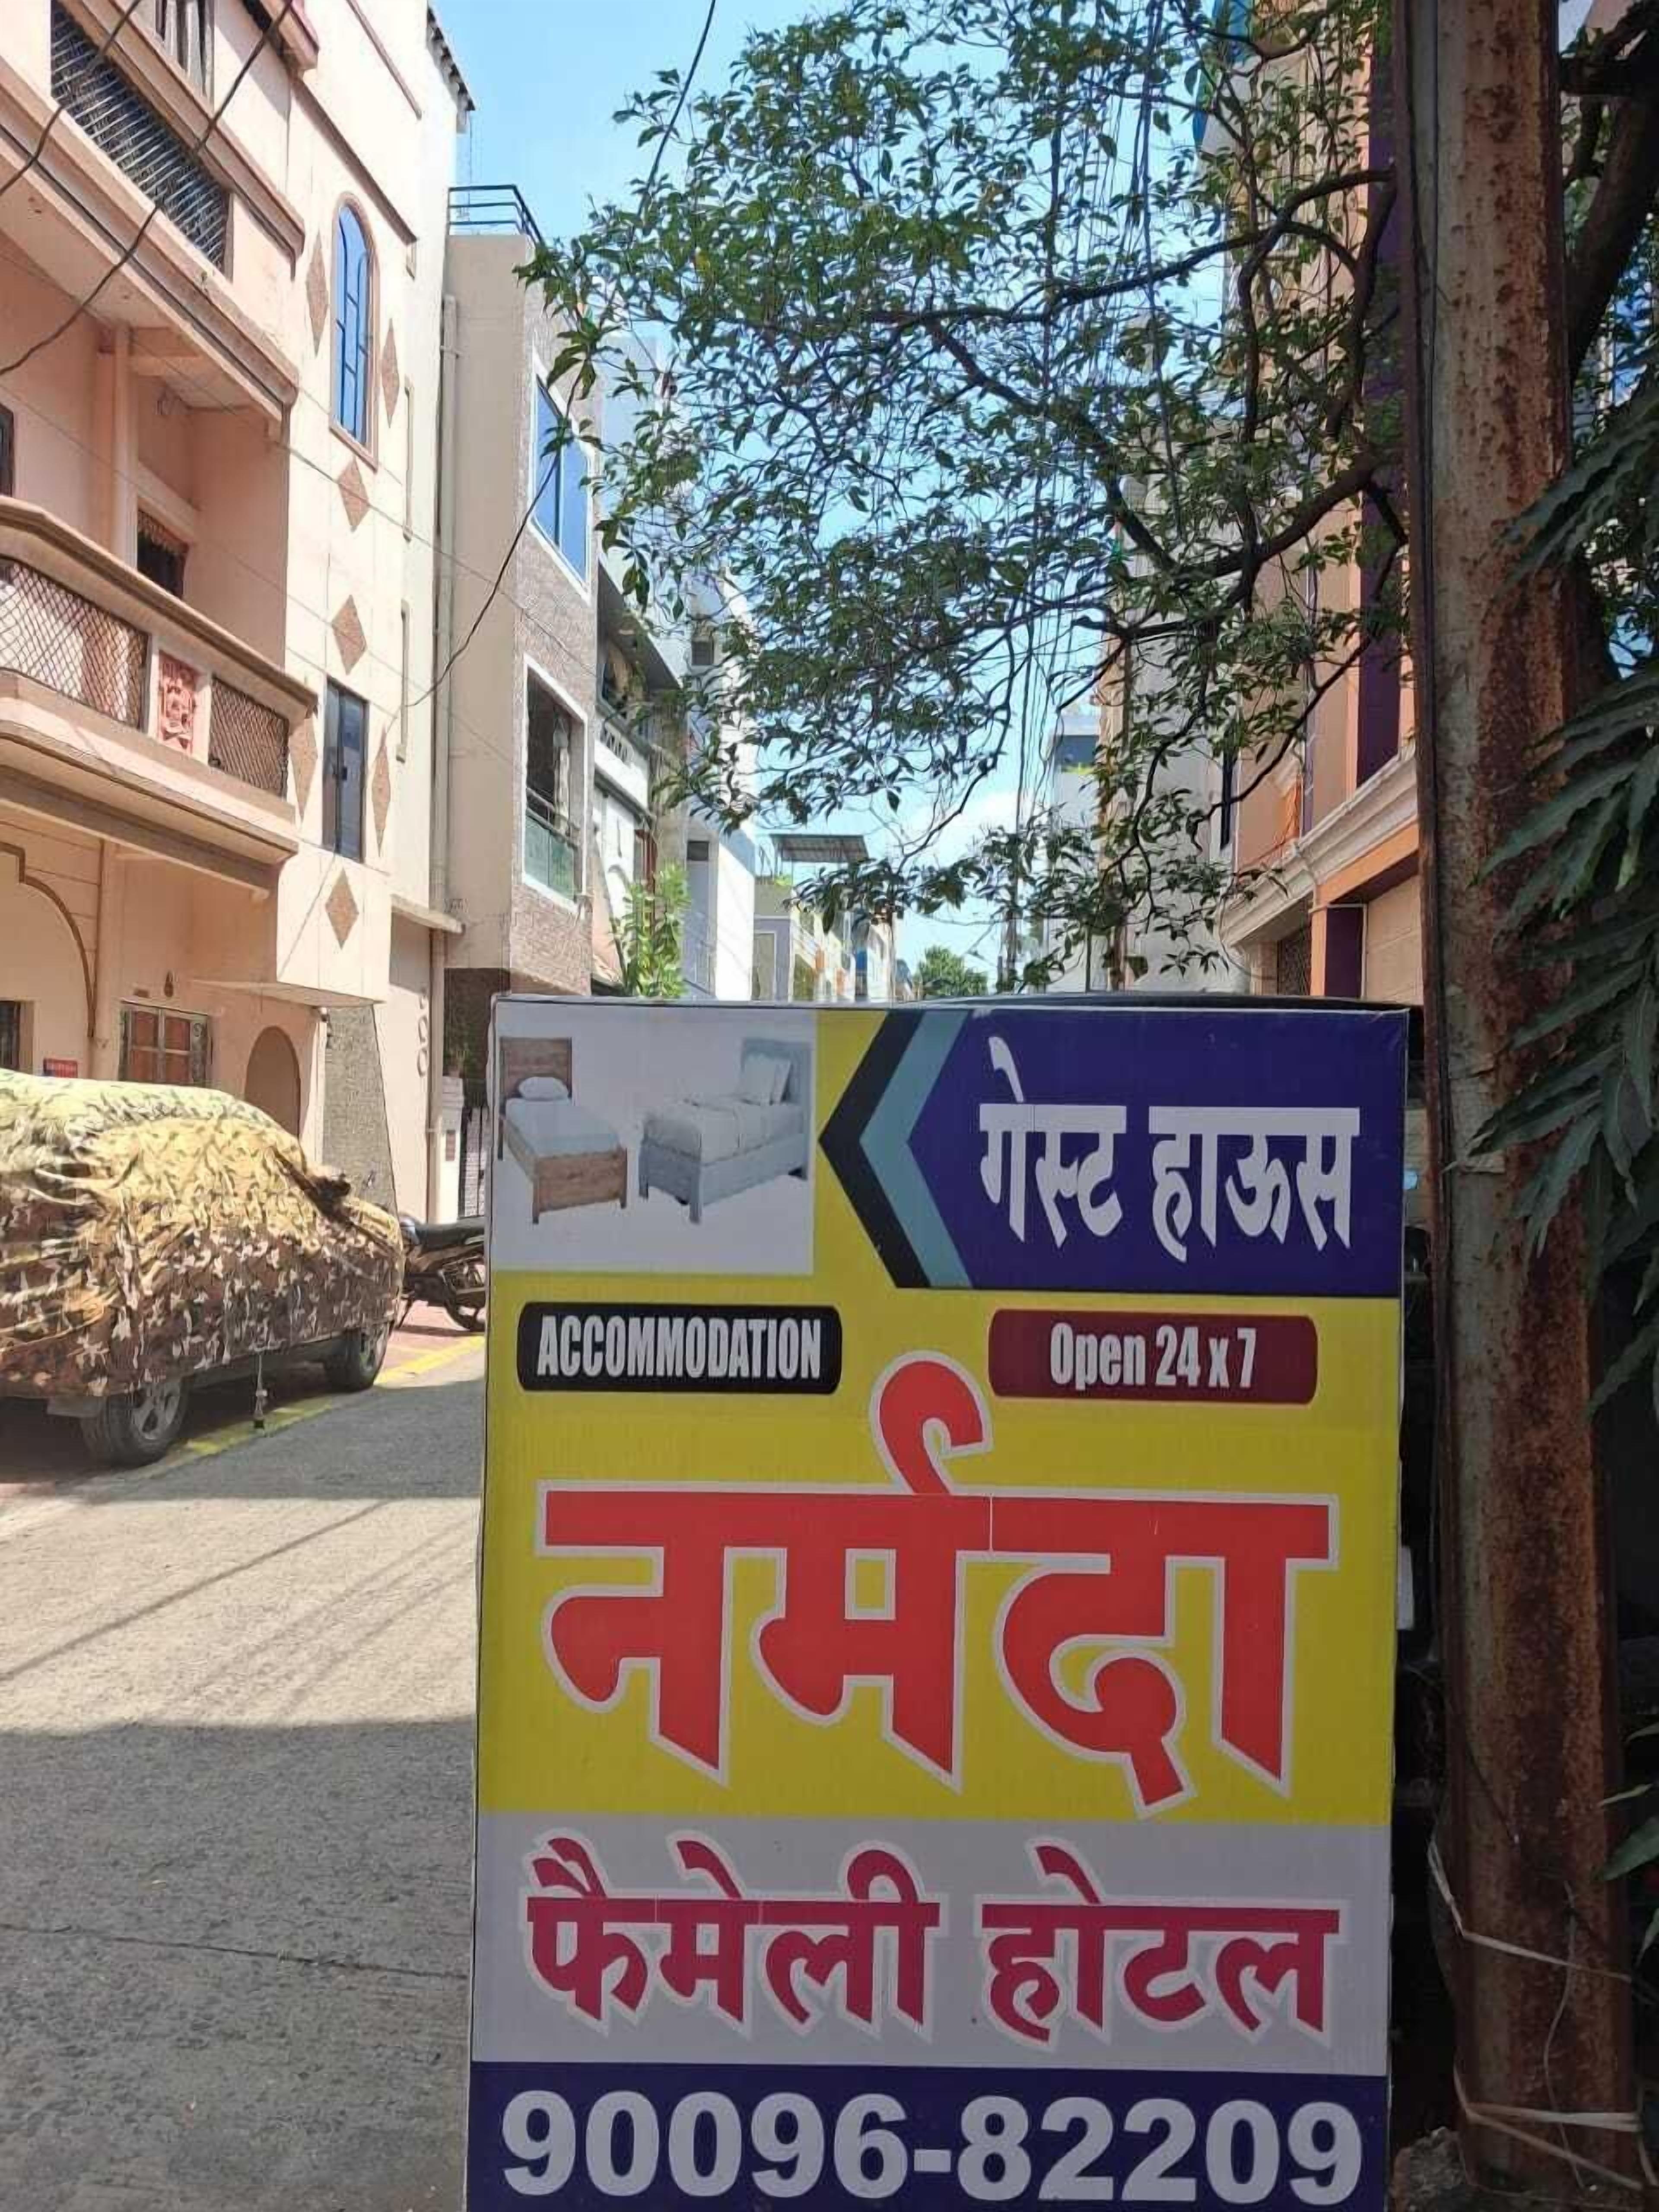 गेस्ट हाऊस
ACCOMMODATION
Open 24 x 7
नर्मदा
फैमेली होटल
90096-82209